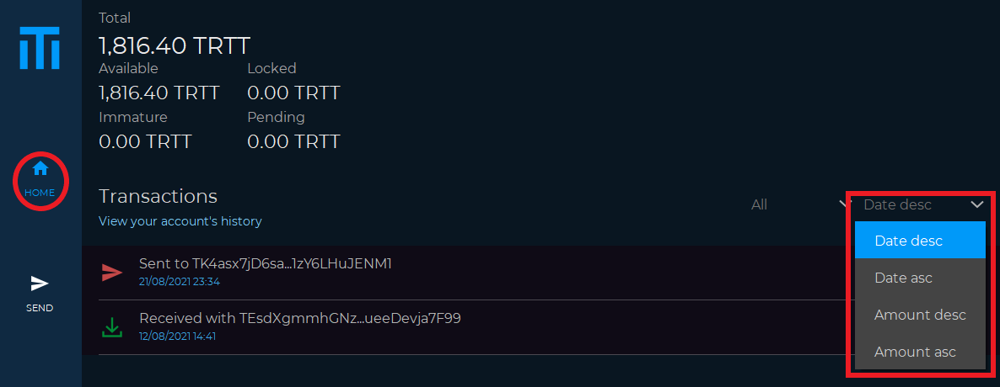 Total
1,816.40 TRTT
Available Locked
1,816.40 TRTT 0.00 TRTT
Immature Pending
0.00 TRTT 0.00 TRTT
HOME
Transactions
All Date desc
View your account's history
Date desc
Sent to TK4asx7jD6sa...1zY6LHuJENM1
21/08/2021 23:34
Date asc
SEND
Received with TEsdXgmmhGNz...ueeDevja7F99
12/08/2021 14:41
Amount desc
Amount asc